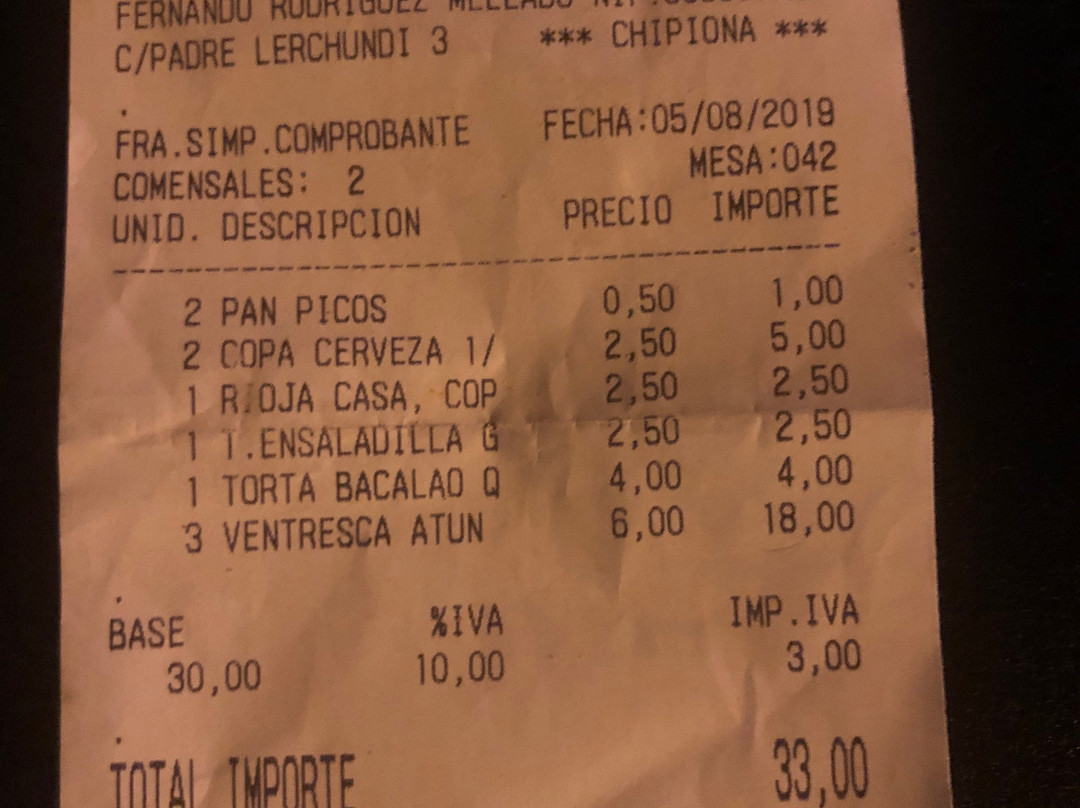 FERNANDO RODRIGUEZ MELLADO
C/PADRE LERCHUNDI 3 *** CHIPIONA ***
.
FRA.SIMP.COMPROBANTE FECHA:05/08/2019
COMENSALES: 2 MESA:042
UNID. DESCRIPCION PRECIO IMPORTE
2 PAN PICOS 0,50 1,00
2 COPA CERVEZA 1/ 2,50 5,00
1 RIOJA CASA, COP 2,50 2,50
1 T.ENSALADILLA G 2,50 2,50
1 TORTA BACALAO Q 4,00 4,00
3 VENTRESCA ATUN 6,00 18,00
.
BASE %IVA IMP.IVA
30,00 10,00 3,00
.
TOTAL IMPORTE 33,00